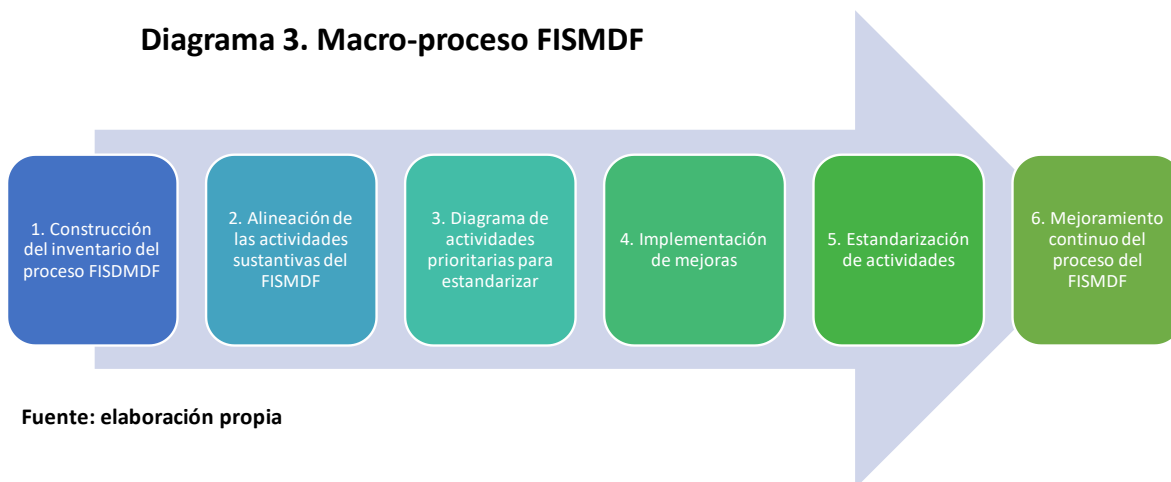 Diagrama 3. Macro-proceso FISMDF
1. Construcción
del inventario del
proceso FISDMDF
2. Alineación de
las actividades
sustantivas del
FISMDF
3. Diagrama de
actividades
prioritarias para
estandarizar
4. Implementación
de mejoras
5. Estandarización
de actividades
6. Mejoramiento
continuo del
proceso del
FISMDF
Fuente: elaboración propia